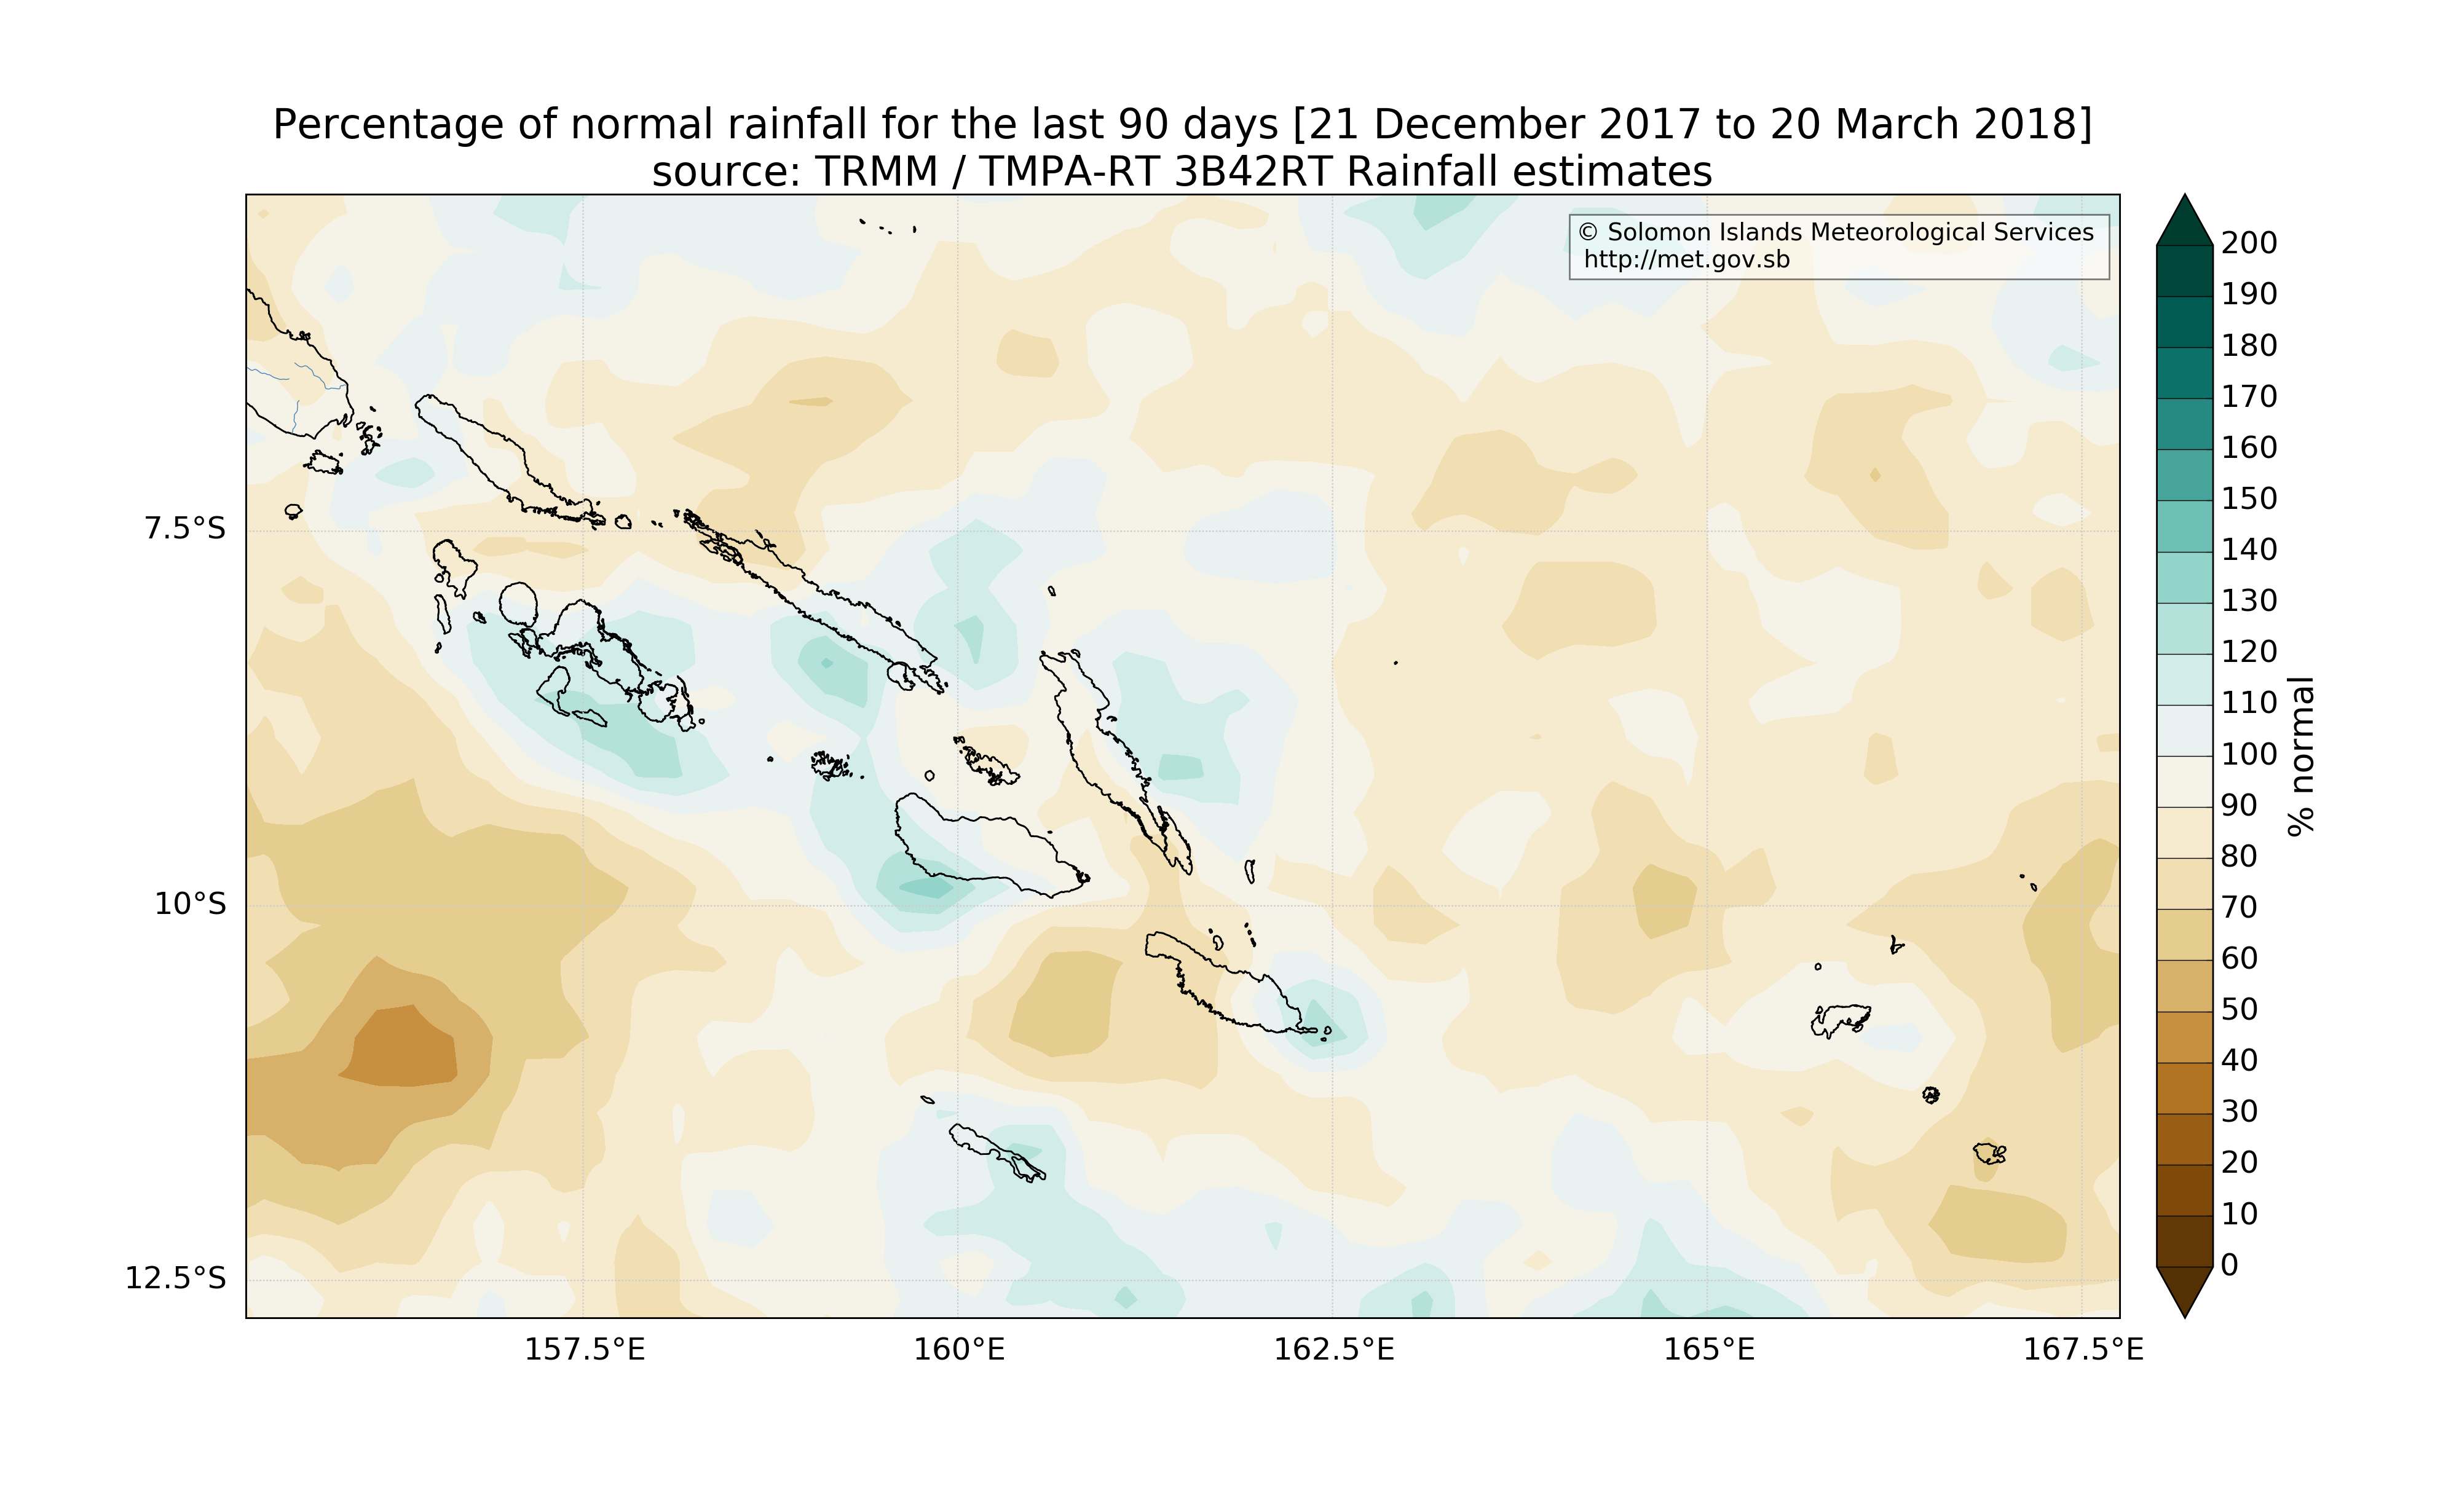 Percentage of normal rainfall for the last 90 days [21 December 2017 to 20 March 2018]
source: TRMM / TMPA-RT 3B42RT Rainfall estimates
© Solomon Islands Meteorological Services
http://met.gov.sb
7.5°S
10°S
12.5°S
157.5°E
160°E
162.5°E
165°E
167.5°E
200
190
180
170
160
150
140
130
120
110
100
90
80
70
60
50
40
30
20
10
0
% normal